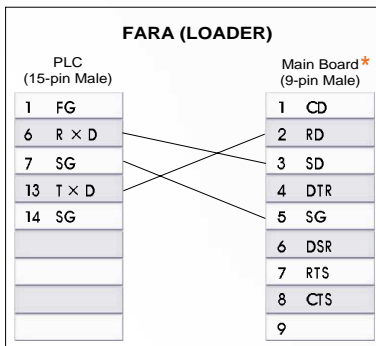 FARA (LOADER)
PLC
(15-pin Male)
1 FG
6 R × D
7 SG
13 T × D
14 SG
Main Board*
(9-pin Male)
1 CD
2 RD
3 SD
4 DTR
5 SG
6 DSR
7 RTS
8 CTS
9